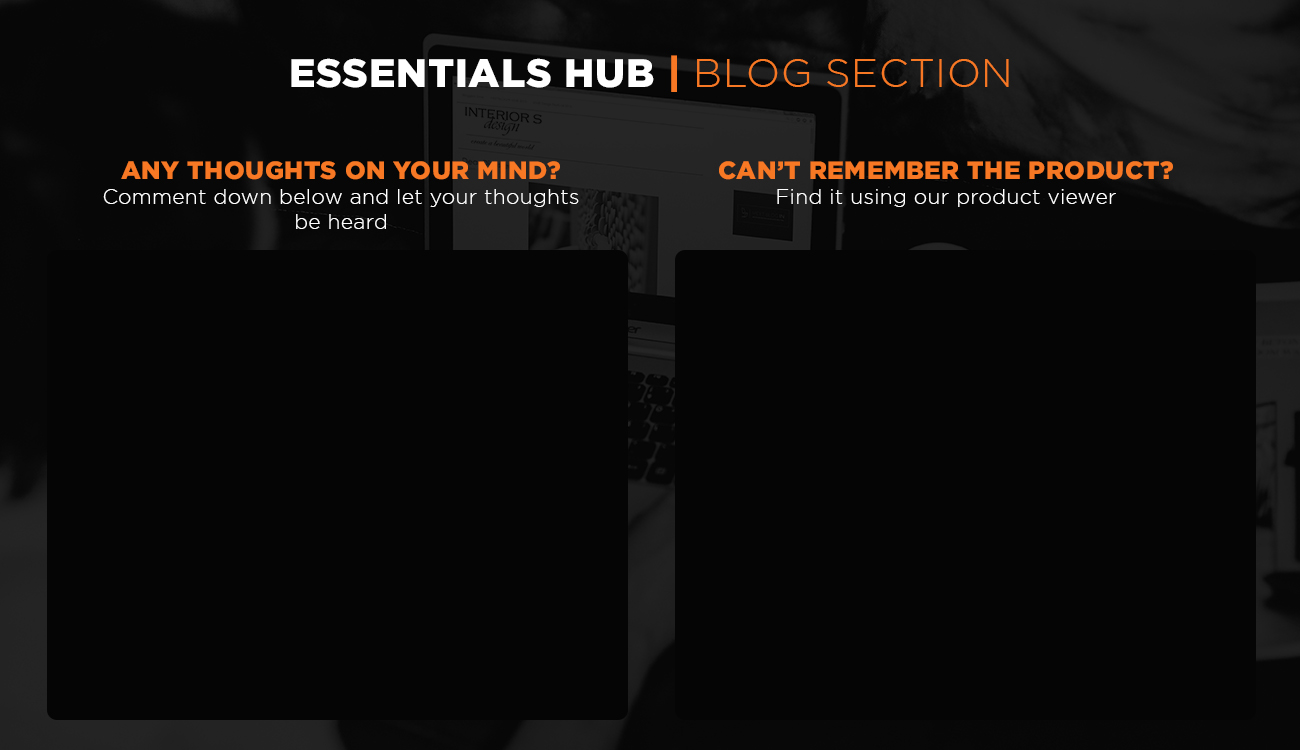 ESSENTIALS HUB | BLOG SECTION
INTERIORS
design
ANY THOUGHTS ON YOUR MIND?
Comment down below and let your thoughts
be heard
CAN'T REMEMBER THE PRODUCT?
Find it using our product viewer